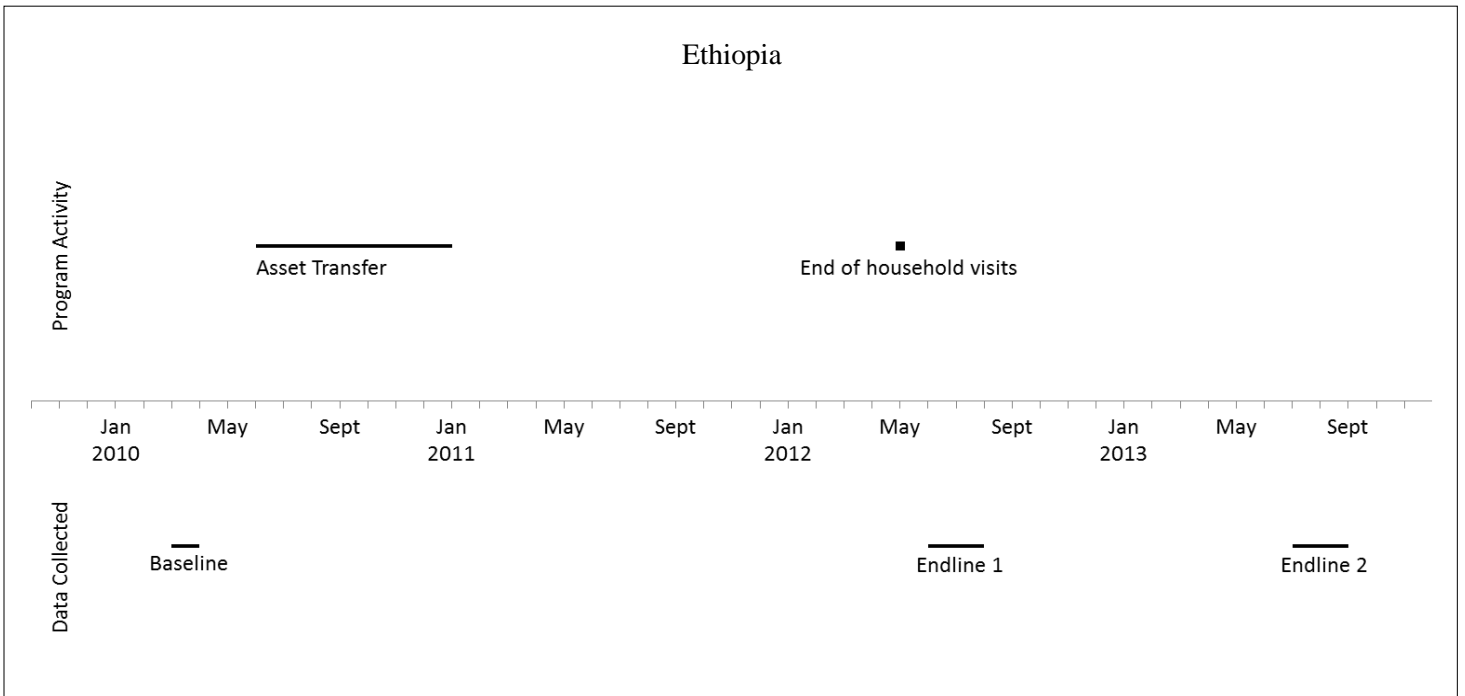 Ethiopia
Program Activity
Asset Transfer
End of household visits
Jan May Sept Jan May Sept Jan May Sept Jan May Sept
2010 2011 2012 2013
Data Collected
Baseline Endline 1 Endline 2